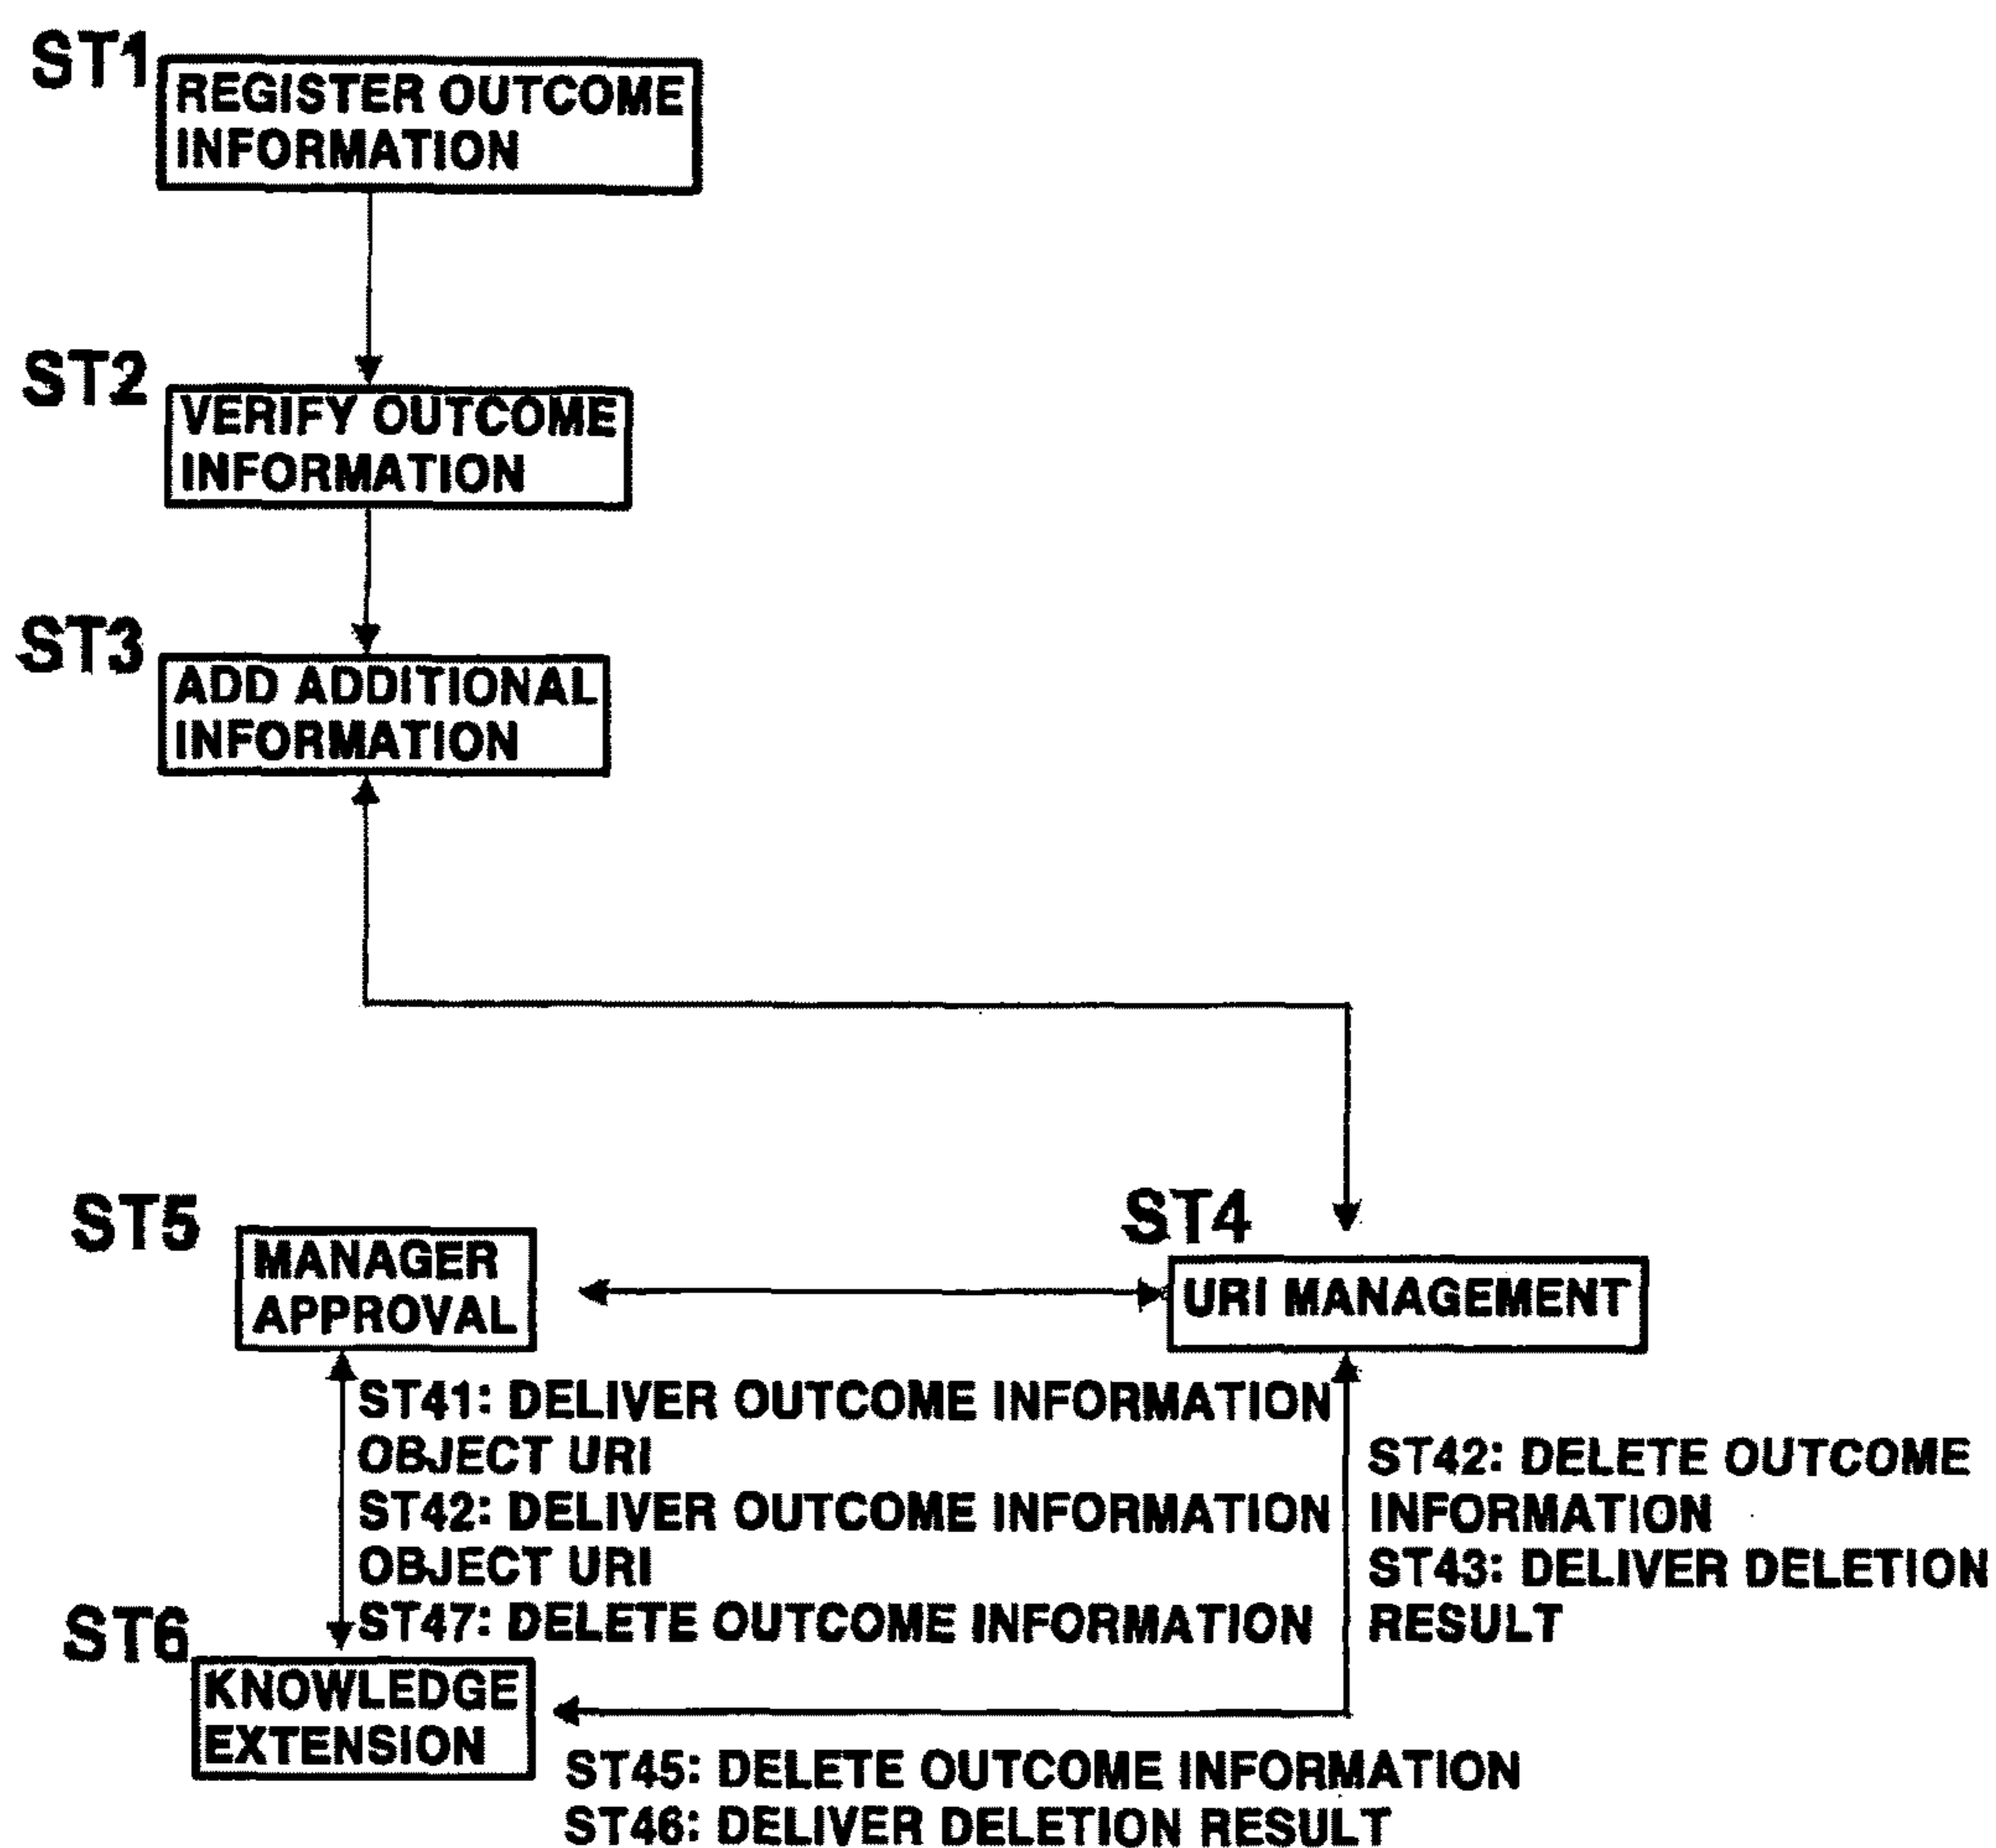 ST1
REGISTER OUTCOME
INFORMATION
ST2
VERIFY OUTCOME
INFORMATION
ST3
ADD ADDITIONAL
INFORMATION
ST5
MANAGER
APPROVAL
ST4
URI MANAGEMENT
ST41: DELIVER OUTCOME INFORMATION
OBJECT URI
ST42: DELIVER OUTCOME INFORMATION
OBJECT URI
ST47: DELETE OUTCOME INFORMATION
ST42: DELETE OUTCOME
INFORMATION
ST43: DELIVER DELETION
RESULT
ST6
KNOWLEDGE
EXTENSION
ST45: DELETE OUTCOME INFORMATION
ST46: DELIVER DELETION RESULT